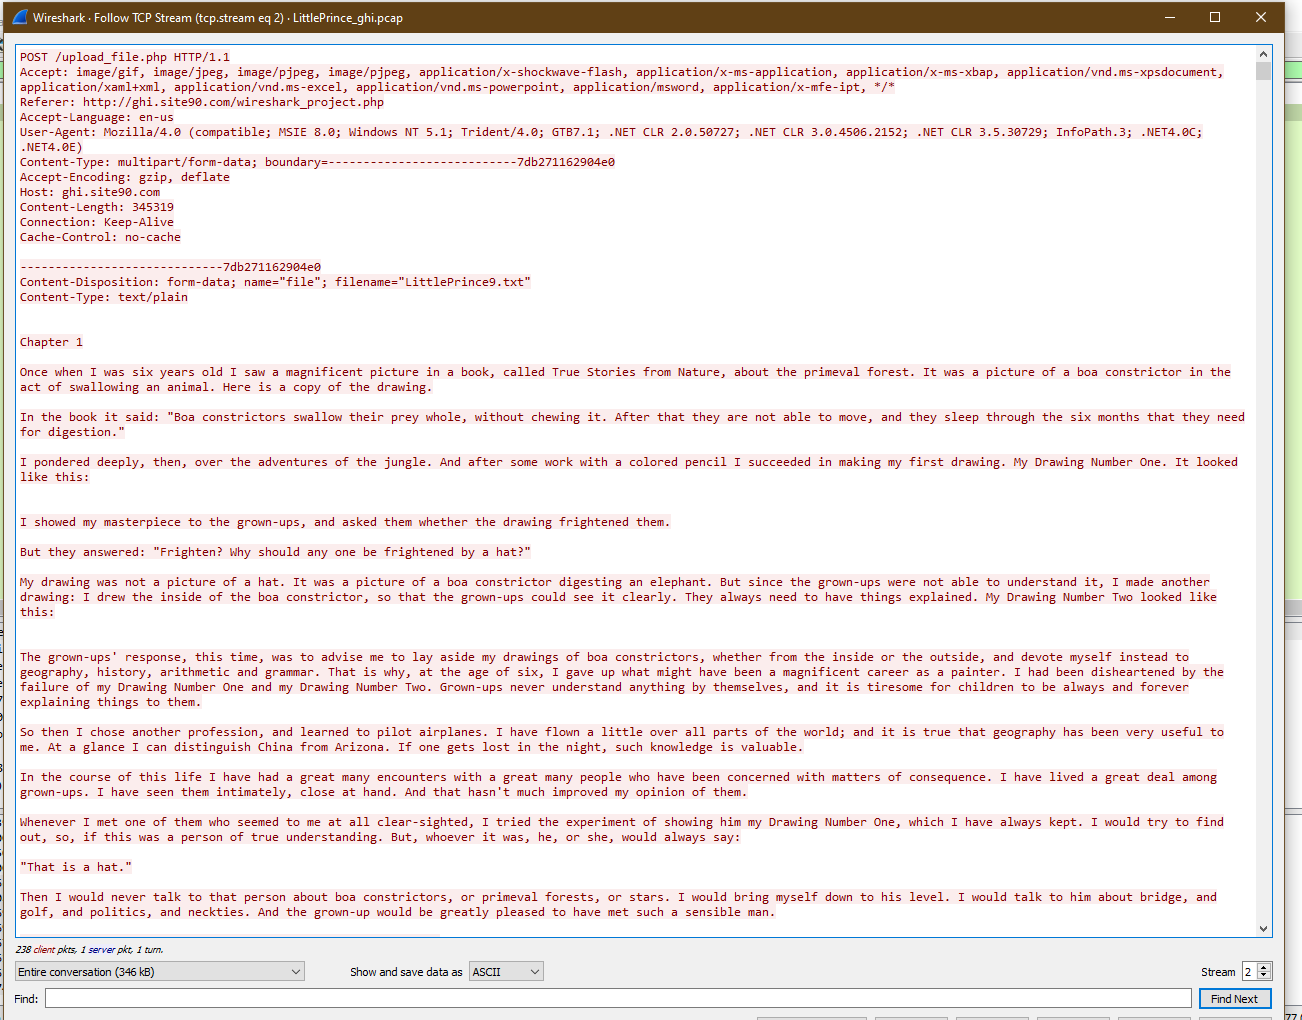 Wireshark · Follow TCP Stream (tcp.stream eq 2) · LittlePrince_ghi.pcap
POST /upload_file.php HTTP/1.1
Accept: image/gif, image/jpeg, image/pjpeg, image/pjpeg, application/x-shockwave-flash, application/x-ms-application, application/x-ms-xbap, application/vnd.ms-xpsdocument,
application/xaml+xml, application/vnd.ms-excel, application/vnd.ms-powerpoint, application/msword, application/x-mfe-ipt, */*
Referer: http://ghi.site90.com/wireshark_project.php
Accept-Language: en-us
User-Agent: Mozilla/4.0 (compatible; MSIE 8.0; Windows NT 5.1; Trident/4.0; GTB7.1; .NET CLR 2.0.50727; .NET CLR 3.0.4506.2152; .NET CLR 3.5.30729; InfoPath.3; .NET4.0C;
.NET4.0E)
Content-Type: multipart/form-data; boundary=---------------------------7db271162904e0
Accept-Encoding: gzip, deflate
Host: ghi.site90.com
Content-Length: 345319
Connection: Keep-Alive
Cache-Control: no-cache
-----------------------------7db271162904e0
Content-Disposition: form-data; name="file"; filename="LittlePrince9.txt"
Content-Type: text/plain
Chapter 1
Once when I was six years old I saw a magnificent picture in a book, called True Stories from Nature, about the primeval forest. It was a picture of a boa constrictor in the
act of swallowing an animal. Here is a copy of the drawing.
In the book it said: "Boa constrictors swallow their prey whole, without chewing it. After that they are not able to move, and they sleep through the six months that they need
for digestion."
I pondered deeply, then, over the adventures of the jungle. And after some work with a colored pencil I succeeded in making my first drawing. My Drawing Number One. It looked
like this:
I showed my masterpiece to the grown-ups, and asked them whether the drawing frightened them.
But they answered: "Frighten? Why should any one be frightened by a hat?"
My drawing was not a picture of a hat. It was a picture of a boa constrictor digesting an elephant. But since the grown-ups were not able to understand it, I made another
drawing: I drew the inside of the boa constrictor, so that the grown-ups could see it clearly. They always need to have things explained. My Drawing Number Two looked like
this:
The grown-ups' response, this time, was to advise me to lay aside my drawings of boa constrictors, whether from the inside or the outside, and devote myself instead to
geography, history, arithmetic and grammar. That is why, at the age of six, I gave up what might have been a magnificent career as a painter. I had been disheartened by the
failure of my Drawing Number One and my Drawing Number Two. Grown-ups never understand anything by themselves, and it is tiresome for children to be always and forever
explaining things to them.
So then I chose another profession, and learned to pilot airplanes. I have flown a little over all parts of the world; and it is true that geography has been very useful to
me. At a glance I can distinguish China from Arizona. If one gets lost in the night, such knowledge is valuable.
In the course of this life I have had a great many encounters with a great many people who have been concerned with matters of consequence. I have lived a great deal among
grown-ups. I have seen them intimately, close at hand. And that hasn't much improved my opinion of them.
Whenever I met one of them who seemed to me at all clear-sighted, I tried the experiment of showing him my Drawing Number One, which I have always kept. I would try to find
out, so, if this was a person of true understanding. But, whoever it was, he, or she, would always say:
"That is a hat."
Then I would never talk to that person about boa constrictors, or primeval forests, or stars. I would bring myself down to his level. I would talk to him about bridge, and
golf, and politics, and neckties. And the grown-up would be greatly pleased to have met such a sensible man.
238 client pkts, 1 server pkt, 1 turn.
Entire conversation (346 kB) Show and save data as ASCII Stream 2
Find: Find Next